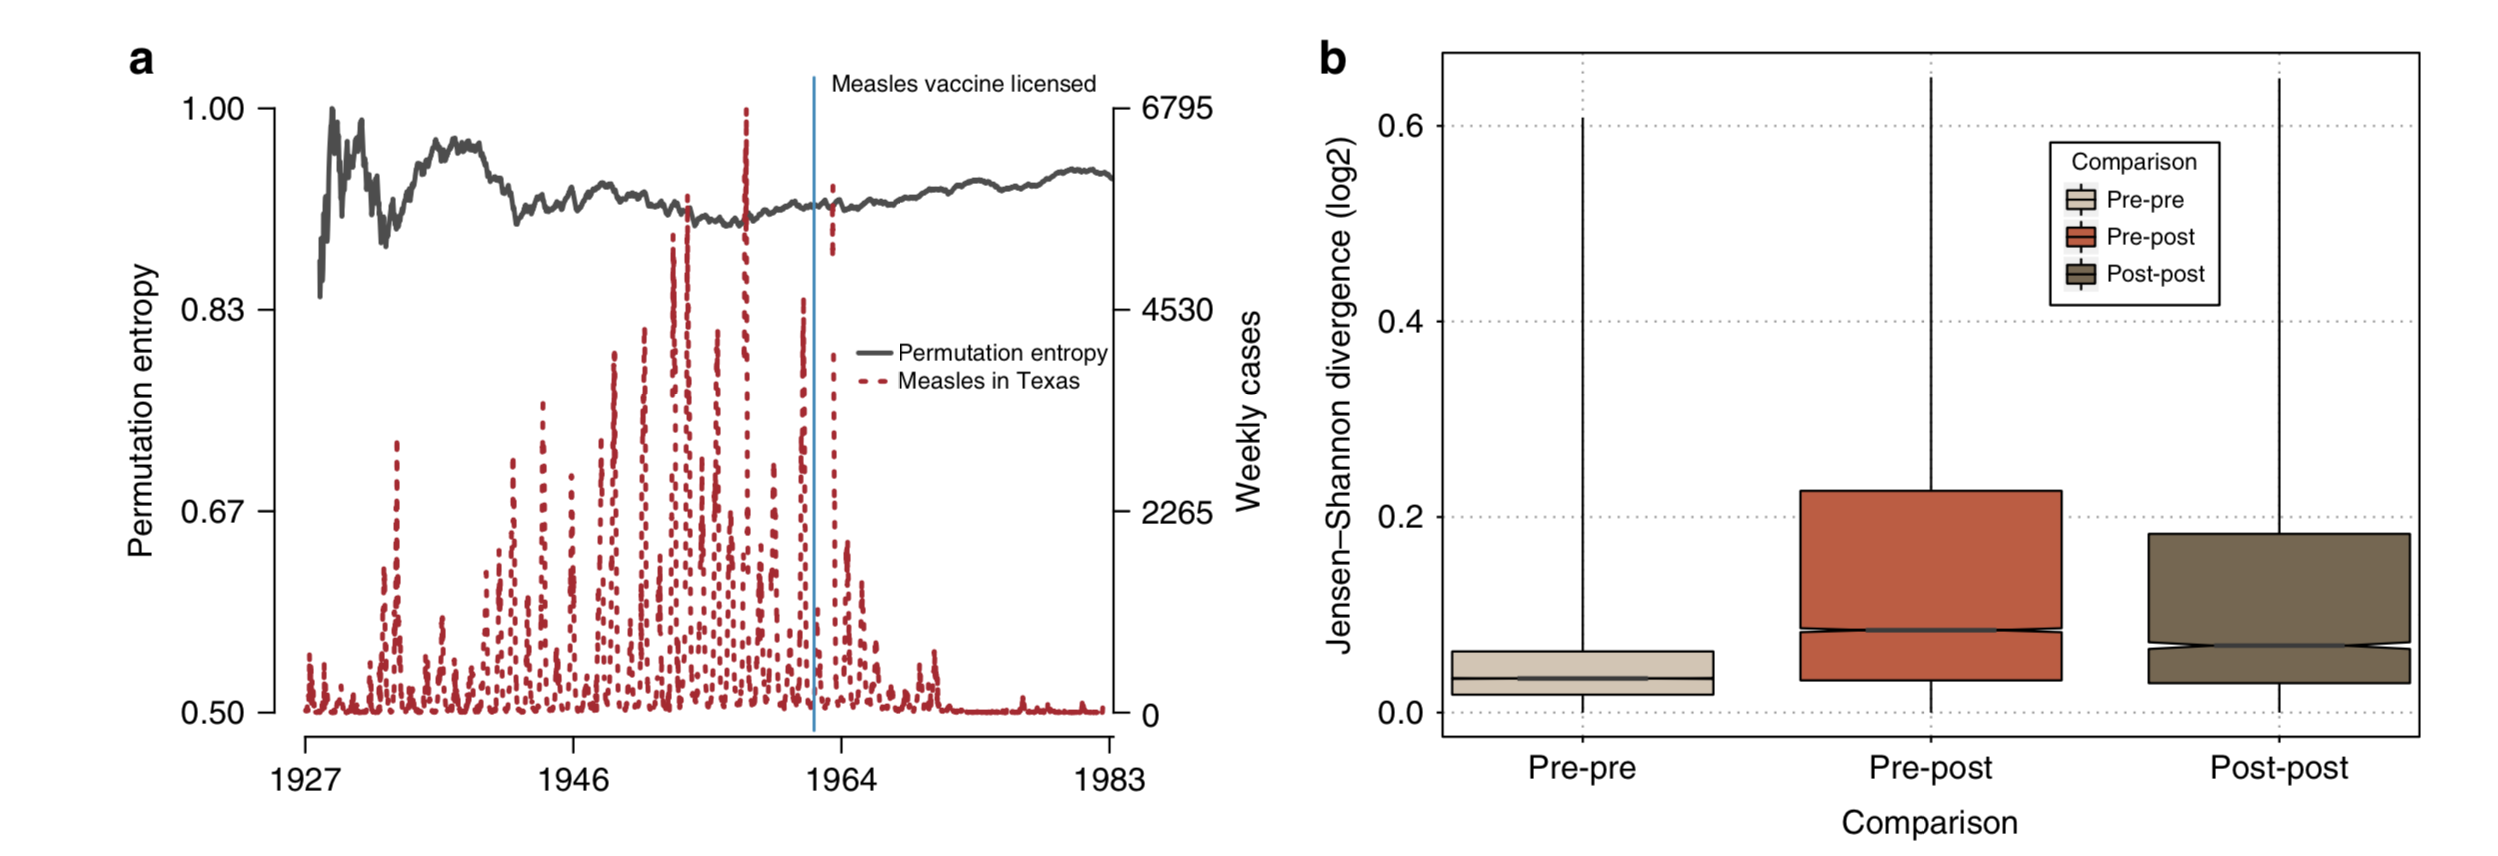 a
Measles vaccine licensed
1.00
0.83
0.67
0.50
Permutation entropy
6795
4530
2265
0
Weekly cases
Permutation entropy
Measles in Texas
1927
1946
1964
1983
b
Jensen–Shannon divergence (log2)
0.6
0.4
0.2
0.0
Comparison
Pre-pre
Pre-post
Post-post
Pre-pre
Pre-post
Post-post
Comparison